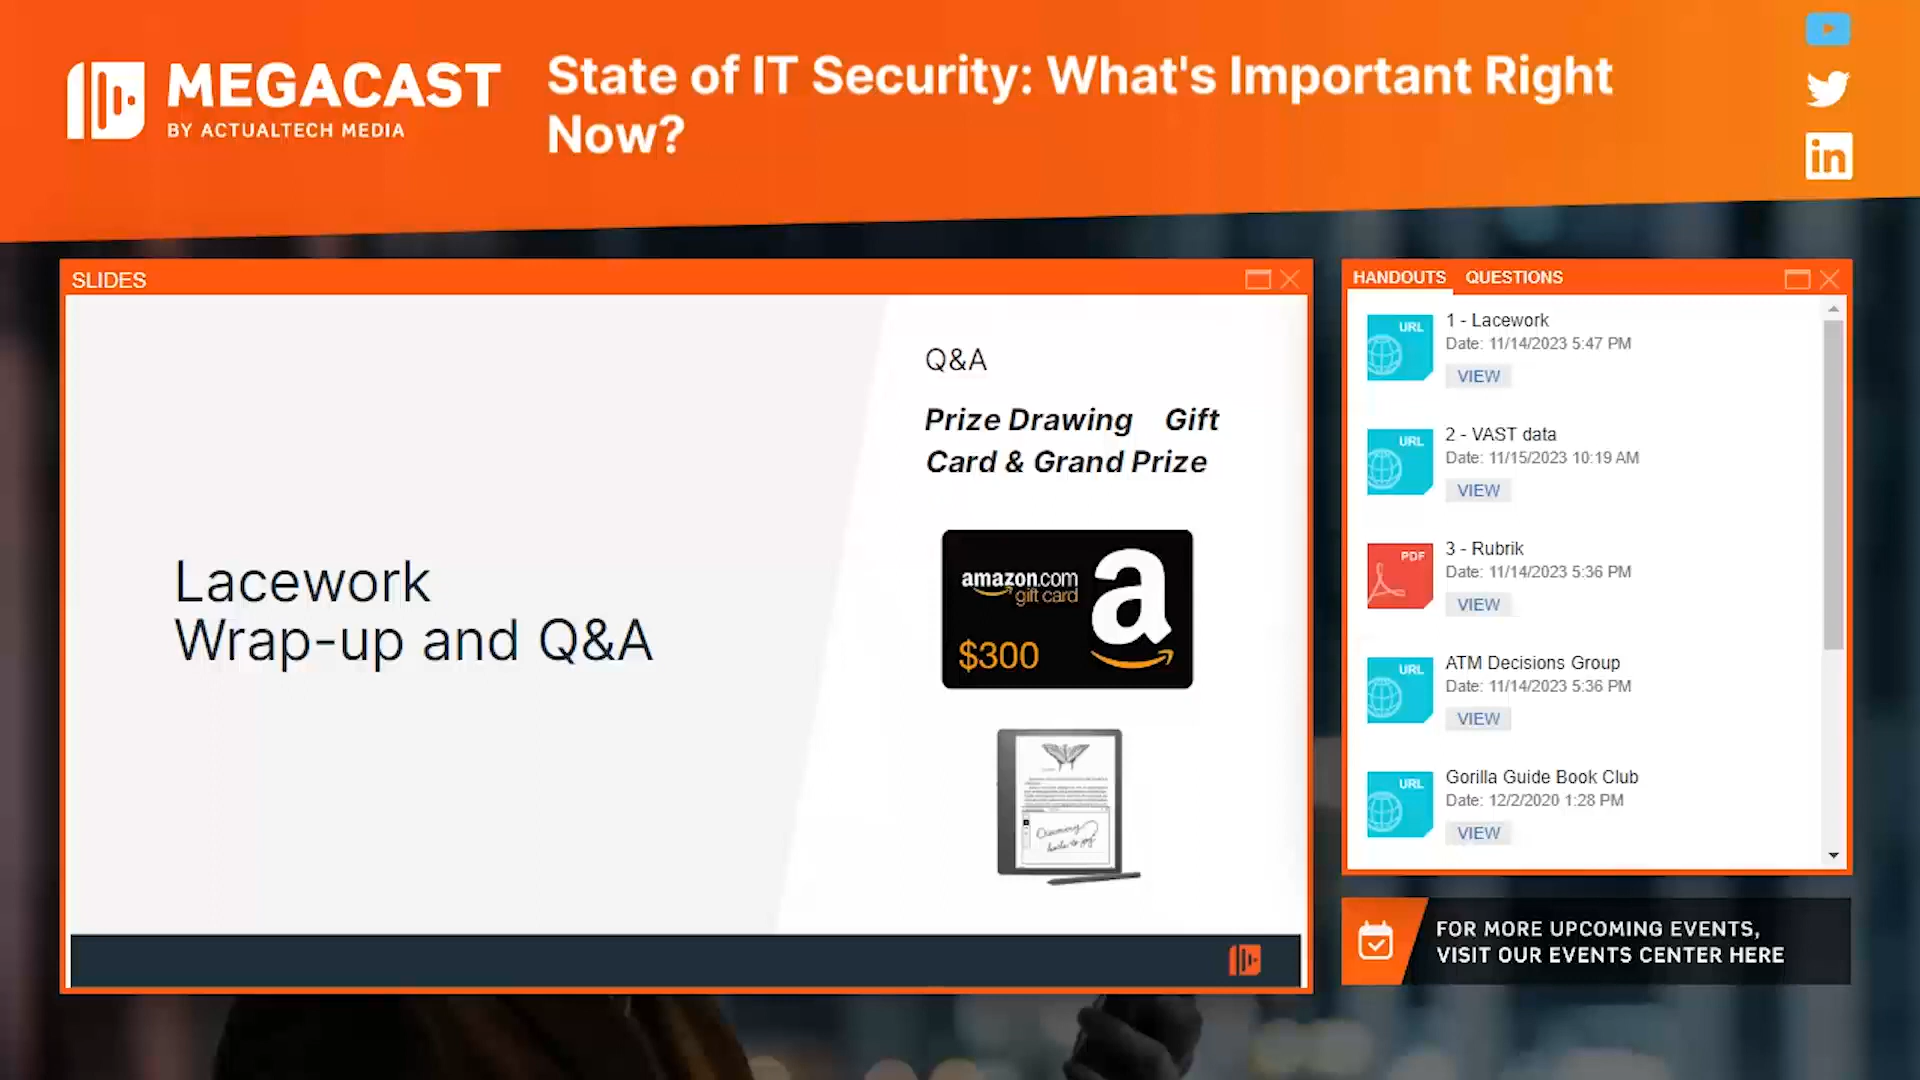 MEGACAST
BY ACTUALTECH MEDIA
State of IT Security: What's Important Right
Now?
in
SLIDES
Lacework
Wrap-up and Q&A
Q&A
Prize Drawing Gift
Card & Grand Prize
amazon.com
gift card
a
$300
HANDOUTS QUESTIONS
URL
1 - Lacework
Date: 11/14/2023 5:47 PM
VIEW
URL
2 - VAST data
Date: 11/15/2023 10:19 AM
VIEW
PDF
3 - Rubrik
Date: 11/14/2023 5:36 PM
VIEW
URL
ATM Decisions Group
Date: 11/14/2023 5:36 PM
VIEW
URL
Gorilla Guide Book Club
Date: 12/2/2020 1:28 PM
VIEW
FOR MORE UPCOMING EVENTS,
VISIT OUR EVENTS CENTER HERE